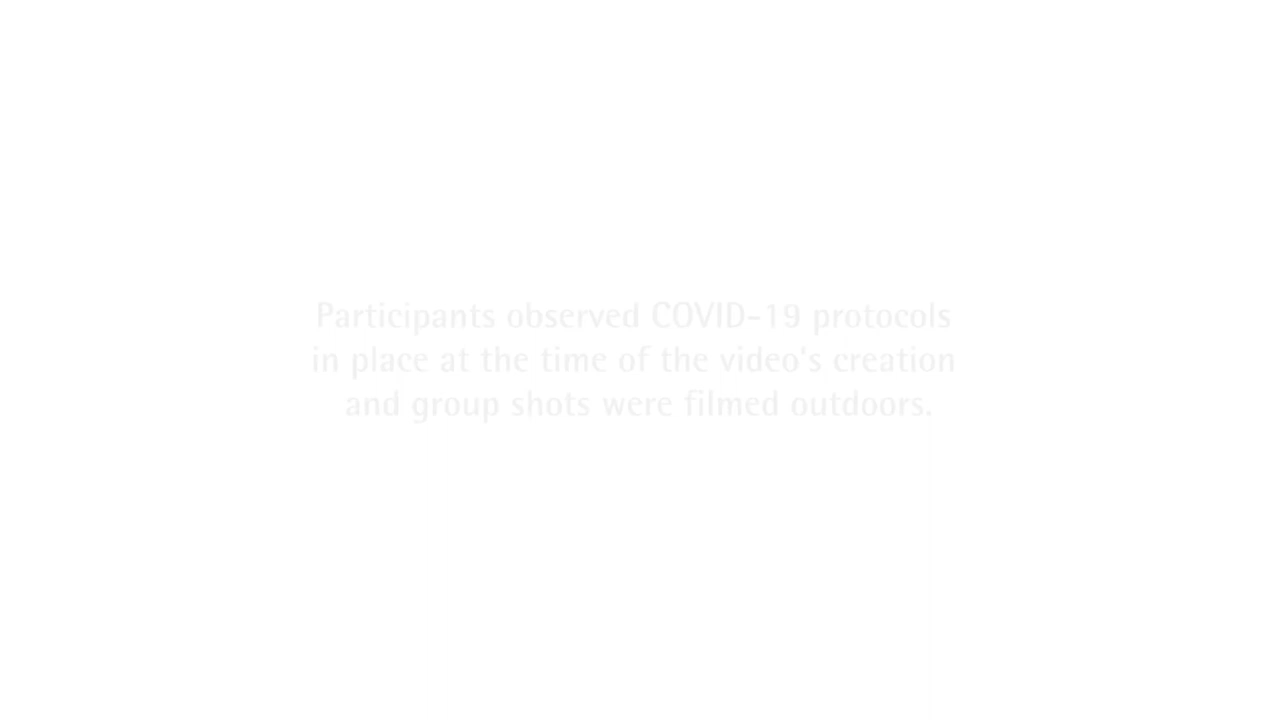 Participants observed COVID-19 protocols
in place at the time of the video's creation
and group shots were filmed outdoors.